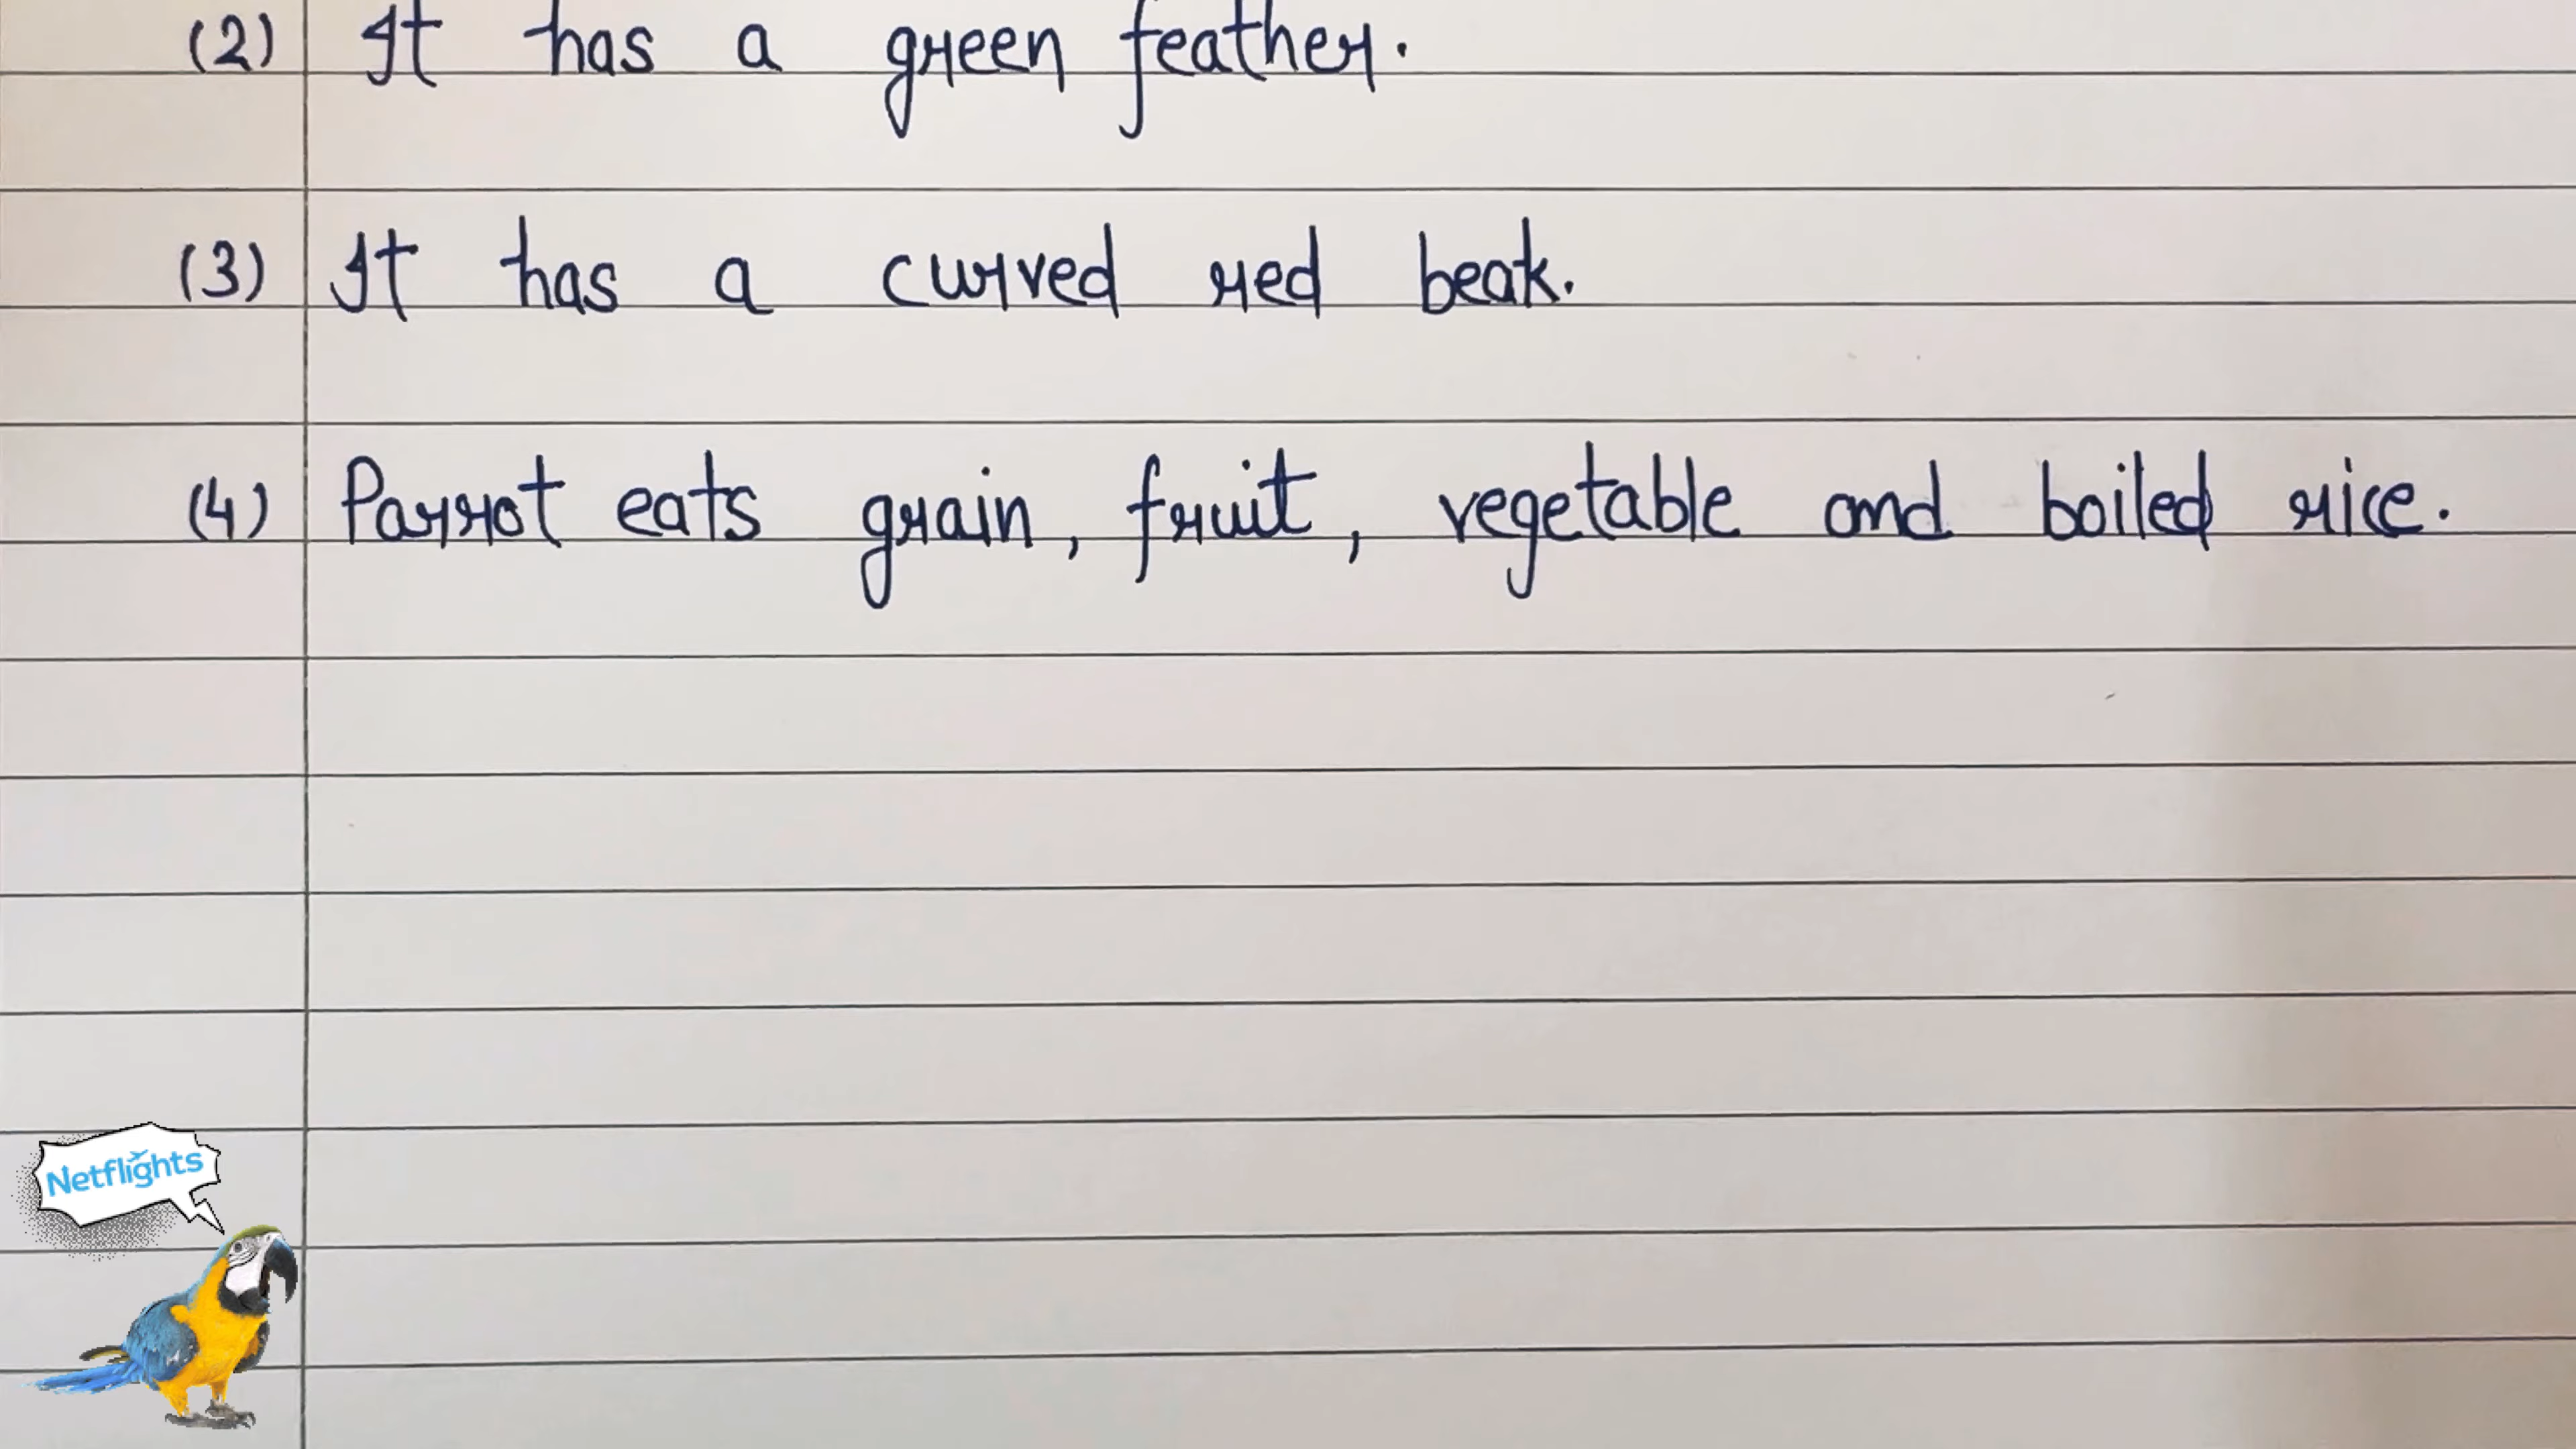 (2) It has a green feather.
(3) It has a curved red beak.
(4) Parrot eats grain, fruit, vegetable and boiled rice.
Netflights